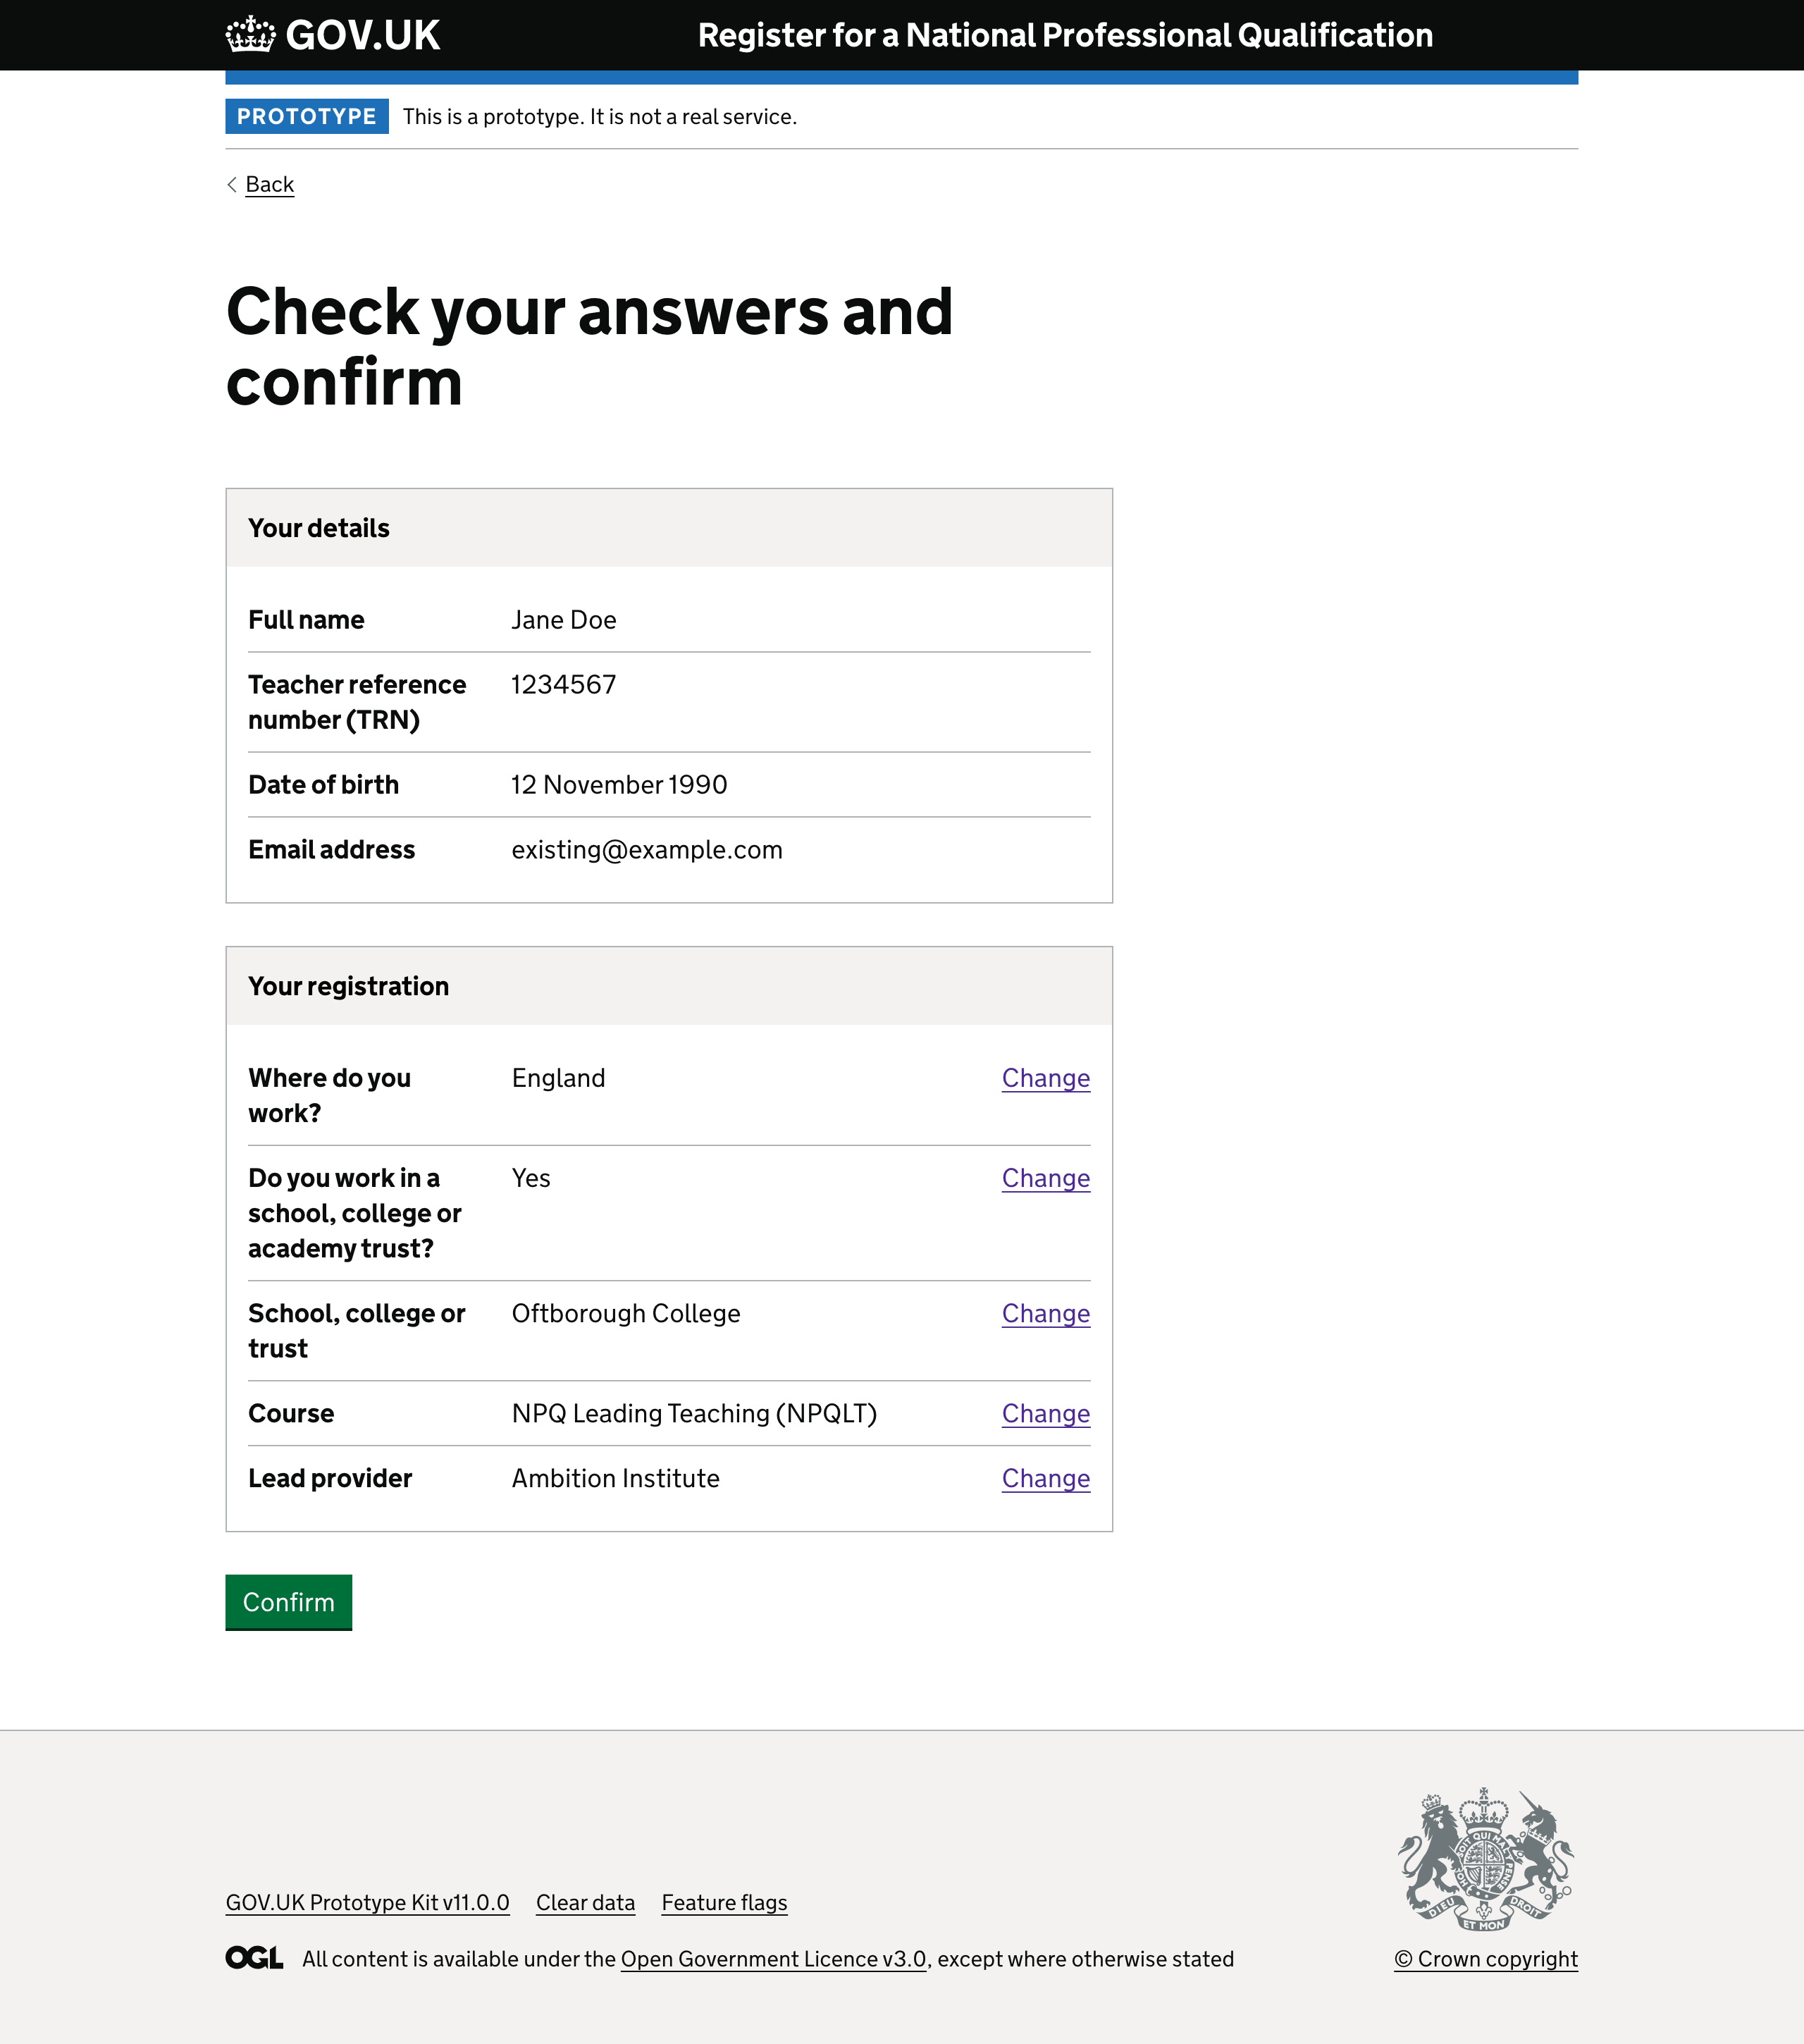 GOV.UK
Register for a National Professional Qualification
PROTOTYPE This is a prototype. It is not a real service.
Back
Check your answers and
confirm
Your details
Full name Jane Doe
Teacher reference 1234567
number (TRN)
Date of birth 12 November 1990
Email address existing@example.com
Your registration
Where do you England Change
work?
Do you work in a Yes Change
school, college or
academy trust?
School, college or Oftborough College Change
trust
Course NPQ Leading Teaching (NPQLT) Change
Lead provider Ambition Institute Change
Confirm
GOV.UK Prototype Kit v11.0.0 Clear data Feature flags
DIEU ET MON DROIT
OGL All content is available under the Open Government Licence v3.0, except where otherwise stated
© Crown copyright